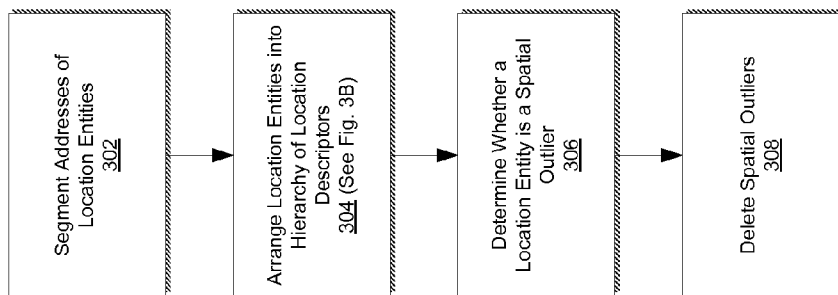 Segment Addresses of
Location Entities
302
Arrange Location Entities into
Hierarchy of Location
Descriptors
304 (See Fig. 3B)
Determine Whether a
Location Entity is a Spatial
Outlier
306
Delete Spatial Outliers
308